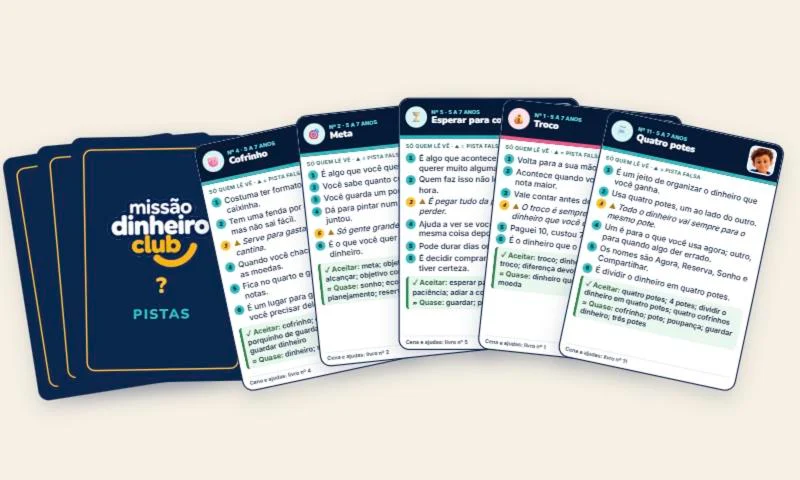 missão
dinheiro
club
?
PISTAS
Nº 4 · 5 A 7 ANOS
Cofrinho
SÓ QUEM LÊ VÊ · ▲ = PISTA FALSA
1 Costuma ter formato
caixinha.
2 Tem uma fenda por
mas não sai fácil.
3 ▲ Serve para gasta
cantina.
4 Quando você chac
as moedas.
5 Fica no quarto e g
notas.
6 É um lugar para g
você precisar de
✓ Aceitar: cofrinho;
porquinho de guarda
guardar dinheiro
≈ Quase: dinheiro;
Cena e ajudas: livro nº 4
Nº 2 · 5 A 7 ANOS
Meta
SÓ QUEM LÊ VÊ · ▲ = PISTA FALSA
1 É algo que você que
2 Você sabe quanto c
3 Você guarda um po
4 Dá para pintar num
juntou.
5 ▲ Só gente grande
6 É o que você quer
dinheiro.
✓ Aceitar: meta; objet
alcançar; objetivo co
≈ Quase: sonho; eco
planejamento; reser
Cena e ajudas: livro nº 2
Nº 5 · 5 A 7 ANOS
Esperar para co
SÓ QUEM LÊ VÊ · ▲ = PISTA FALSA
1 É algo que acontece
querer muito algum
2 Quem faz isso não l
hora.
3 ▲ É pegar tudo da
perder.
4 Ajuda a ver se voc
mesma coisa depo
5 Pode durar dias o
6 É decidir comprar
tiver certeza.
✓ Aceitar: esperar pa
paciência; adiar a co
≈ Quase: guardar; p
Cena e ajudas: livro nº 5
Nº 1 · 5 A 7 ANOS
Troco
SÓ QUEM LÊ VÊ · ▲ = PISTA FALSA
1 Volta para a sua mão
2 Acontece quando vo
nota maior.
3 Vale contar antes d
4 ▲ O troco é sempre
dinheiro que você
5 Paguei 10, custou 7
6 É o dinheiro que o
✓ Aceitar: troco; dinh
troco; diferença devo
≈ Quase: dinheiro qu
moeda
Cena e ajudas: livro nº 1
Nº 11 · 5 A 7 ANOS
Quatro potes
SÓ QUEM LÊ VÊ · ▲ = PISTA FALSA
1 É um jeito de organizar o dinheiro que
você ganha.
2 Usa quatro potes, um ao lado do outro.
3 ▲ Todo o dinheiro vai sempre para o
mesmo pote.
4 Um é para o que você usa agora; outro,
para quando algo der errado.
5 Os nomes são Agora, Reserva, Sonho e
Compartilhar.
6 É dividir o dinheiro em quatro potes.
✓ Aceitar: quatro potes; 4 potes; dividir o
dinheiro em quatro potes; quatro cofrinhos
≈ Quase: cofrinho; pote; poupança; guardar
dinheiro; três potes
Cena e ajudas: livro nº 11